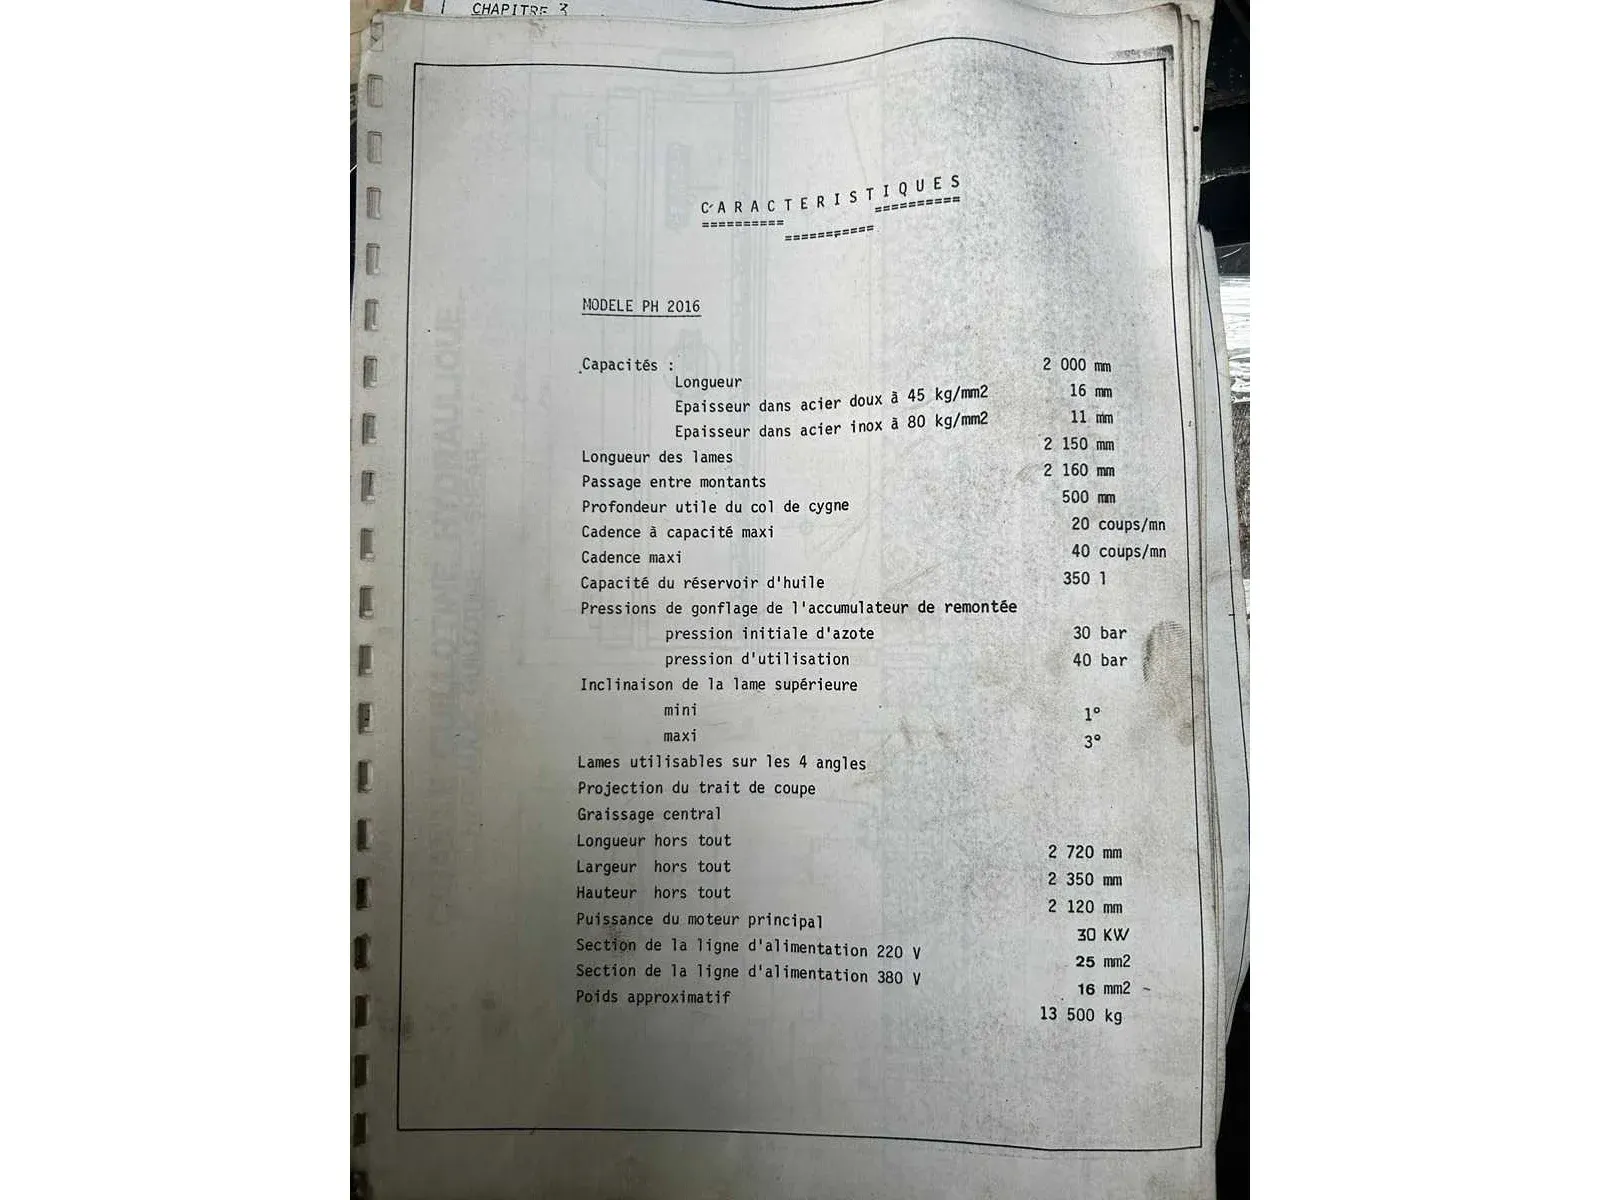 CHAPITRE 3
CARACTERISTIQUES
MODELE PH 2016
Capacités :
Longueur 2 000 mm
Epaisseur dans acier doux à 45 kg/mm2 16 mm
Epaisseur dans acier inox à 80 kg/mm2 11 mm
Longueur des lames 2 150 mm
Passage entre montants 2 160 mm
Profondeur utile du col de cygne 500 mm
Cadence à capacité maxi 20 coups/mn
Cadence maxi 40 coups/mn
Capacité du réservoir d'huile 350 l
Pressions de gonflage de l'accumulateur de remontée
pression initiale d'azote 30 bar
pression d'utilisation 40 bar
Inclinaison de la lame supérieure
mini 1°
maxi 3°
Lames utilisables sur les 4 angles
Projection du trait de coupe
Graissage central
Longueur hors tout 2 720 mm
Largeur hors tout 2 350 mm
Hauteur hors tout 2 120 mm
Puissance du moteur principal 30 KW
Section de la ligne d'alimentation 220 V 25 mm2
Section de la ligne d'alimentation 380 V 16 mm2
Poids approximatif 13 500 kg